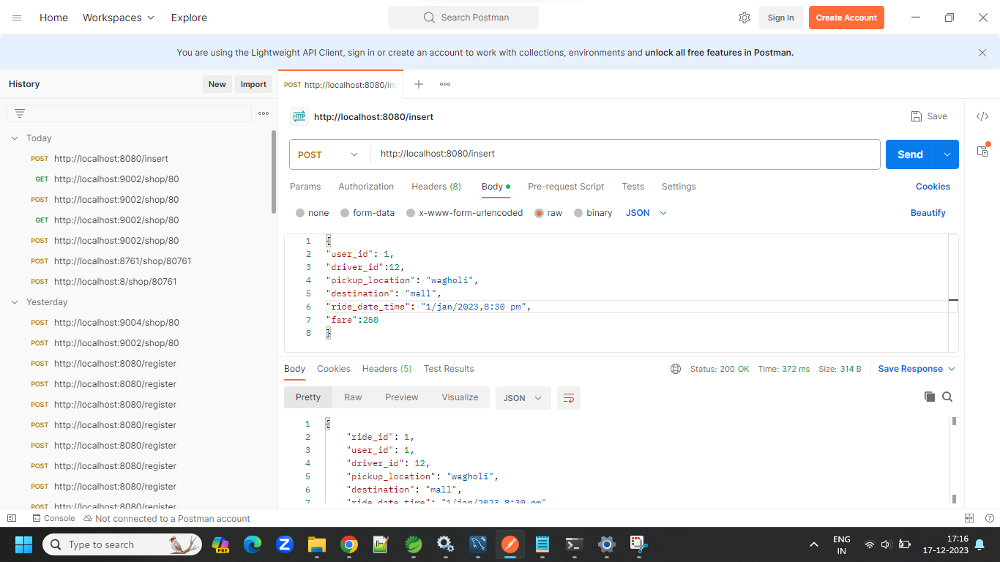 Home Workspaces Explore Search Postman Sign In Create Account
You are using the Lightweight API Client, sign in or create an account to work with collections, environments and unlock all free features in Postman.
History New Import
POST http://localhost:8080/in
HTTP http://localhost:8080/insert Save
POST http://localhost:8080/insert Send
Params Authorization Headers (8) Body Pre-request Script Tests Settings Cookies
none form-data x-www-form-urlencoded raw binary JSON Beautify
1 {
2 "user_id": 1,
3 "driver_id":12,
4 "pickup_location": "wagholi",
5 "destination": "mall",
6 "ride_date_time": "1/jan/2023,8:30 pm",
7 "fare":250
8 }
Today
POST http://localhost:8080/insert
GET http://localhost:9002/shop/80
POST http://localhost:9002/shop/80
GET http://localhost:9002/shop/80
POST http://localhost:9002/shop/80
POST http://localhost:8761/shop/80761
POST http://localhost:8/shop/80761
Yesterday
POST http://localhost:9004/shop/80
POST http://localhost:9002/shop/80
POST http://localhost:8080/register
POST http://localhost:8080/register
POST http://localhost:8080/register
POST http://localhost:8080/register
POST http://localhost:8080/register
POST http://localhost:8080/register
POST http://localhost:8080/register
POST http://localhost:8080/register
Body Cookies Headers (5) Test Results Status: 200 OK Time: 372 ms Size: 314 B Save Response
Pretty Raw Preview Visualize JSON
1 {
2 "ride_id": 1,
3 "user_id": 1,
4 "driver_id": 12,
5 "pickup_location": "wagholi",
6 "destination": "mall",
7 "ride_date_time": "1/jan/2023,8:30 pm"
Console Not connected to a Postman account
Type to search PRE ENG IN 17:16 17-12-2023